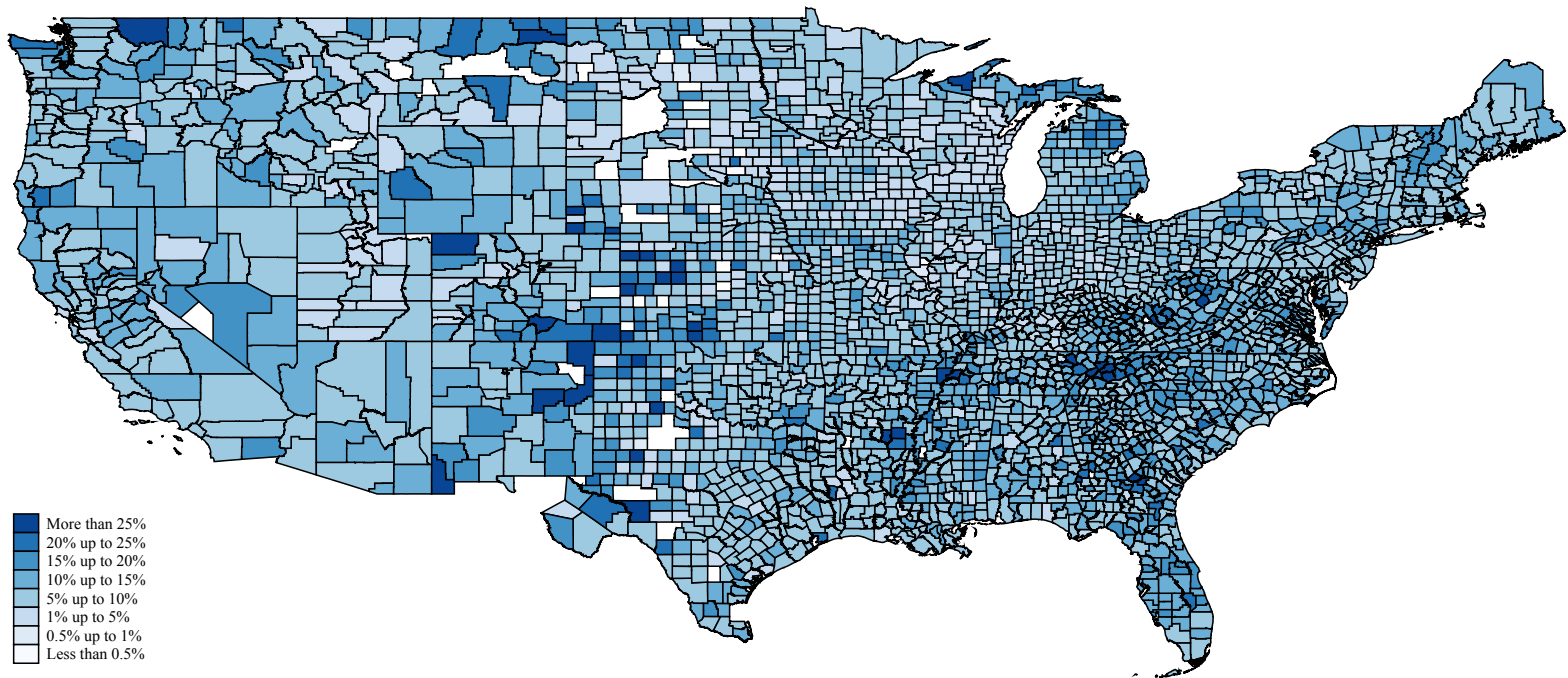 More than 25%
20% up to 25%
15% up to 20%
10% up to 15%
5% up to 10%
1% up to 5%
0.5% up to 1%
Less than 0.5%